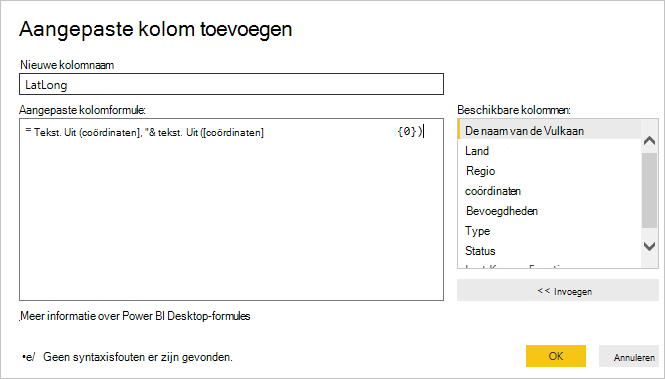 Aangepaste kolom toevoegen
Nieuwe kolomnaam
LatLong
Aangepaste kolomformule:
= Tekst. Uit (coördinaten], "& tekst. Uit ([coördinaten] {0})
Beschikbare kolommen:
De naam van de Vulkaan
Land
Regio
coördinaten
Bevoegdheden
Type
Status
<< Invoegen
Meer informatie over Power BI Desktop-formules
•e/ Geen syntaxisfouten er zijn gevonden.
OK
Annuleren